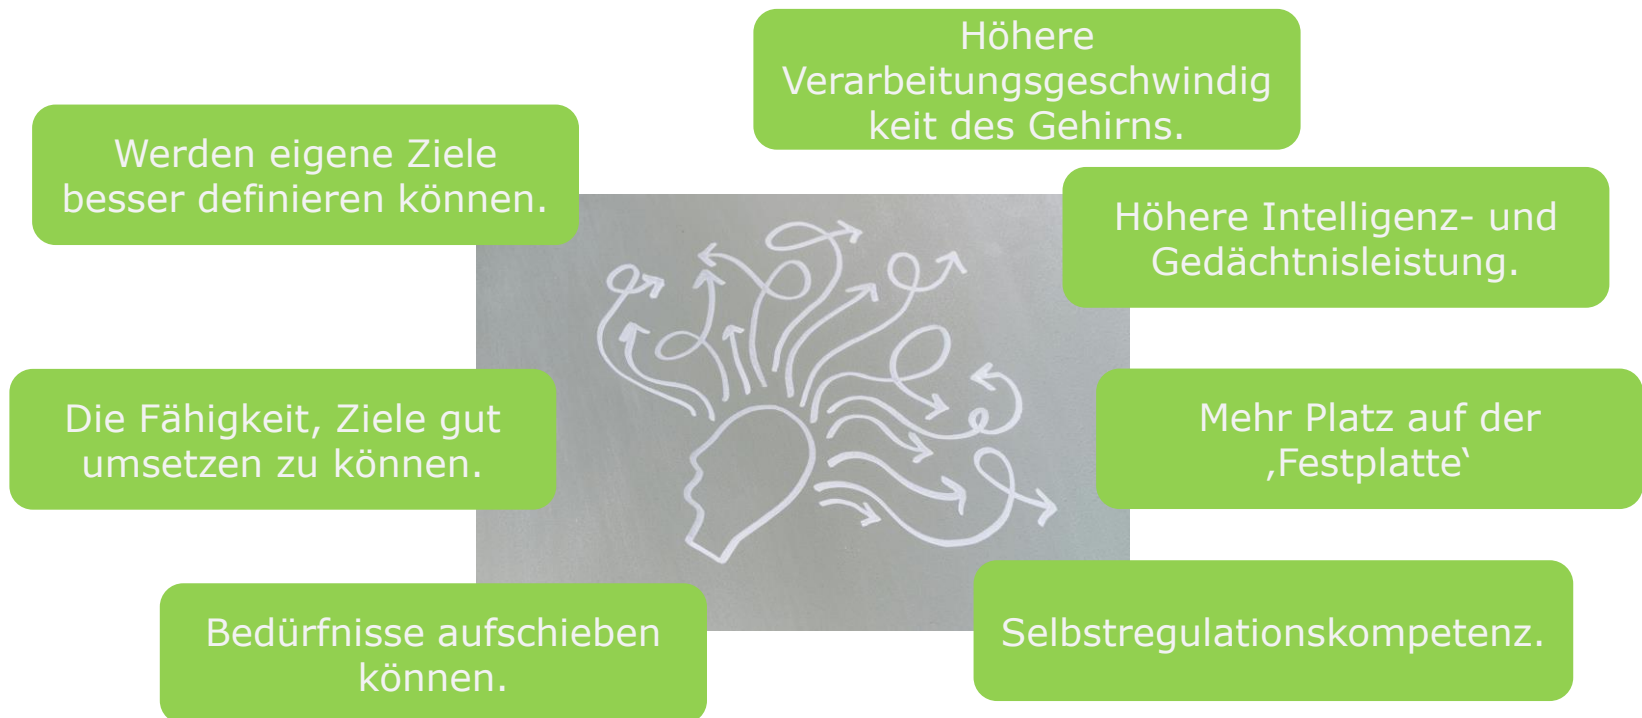 Höhere
Verarbeitungsgeschwindig
keit des Gehirns.
Werden eigene Ziele
besser definieren können.
Höhere Intelligenz- und
Gedächtnisleistung.
Die Fähigkeit, Ziele gut
umsetzen zu können.
Mehr Platz auf der
‚Festplatte‘
Bedürfnisse aufschieben
können.
Selbstregulationskompetenz.